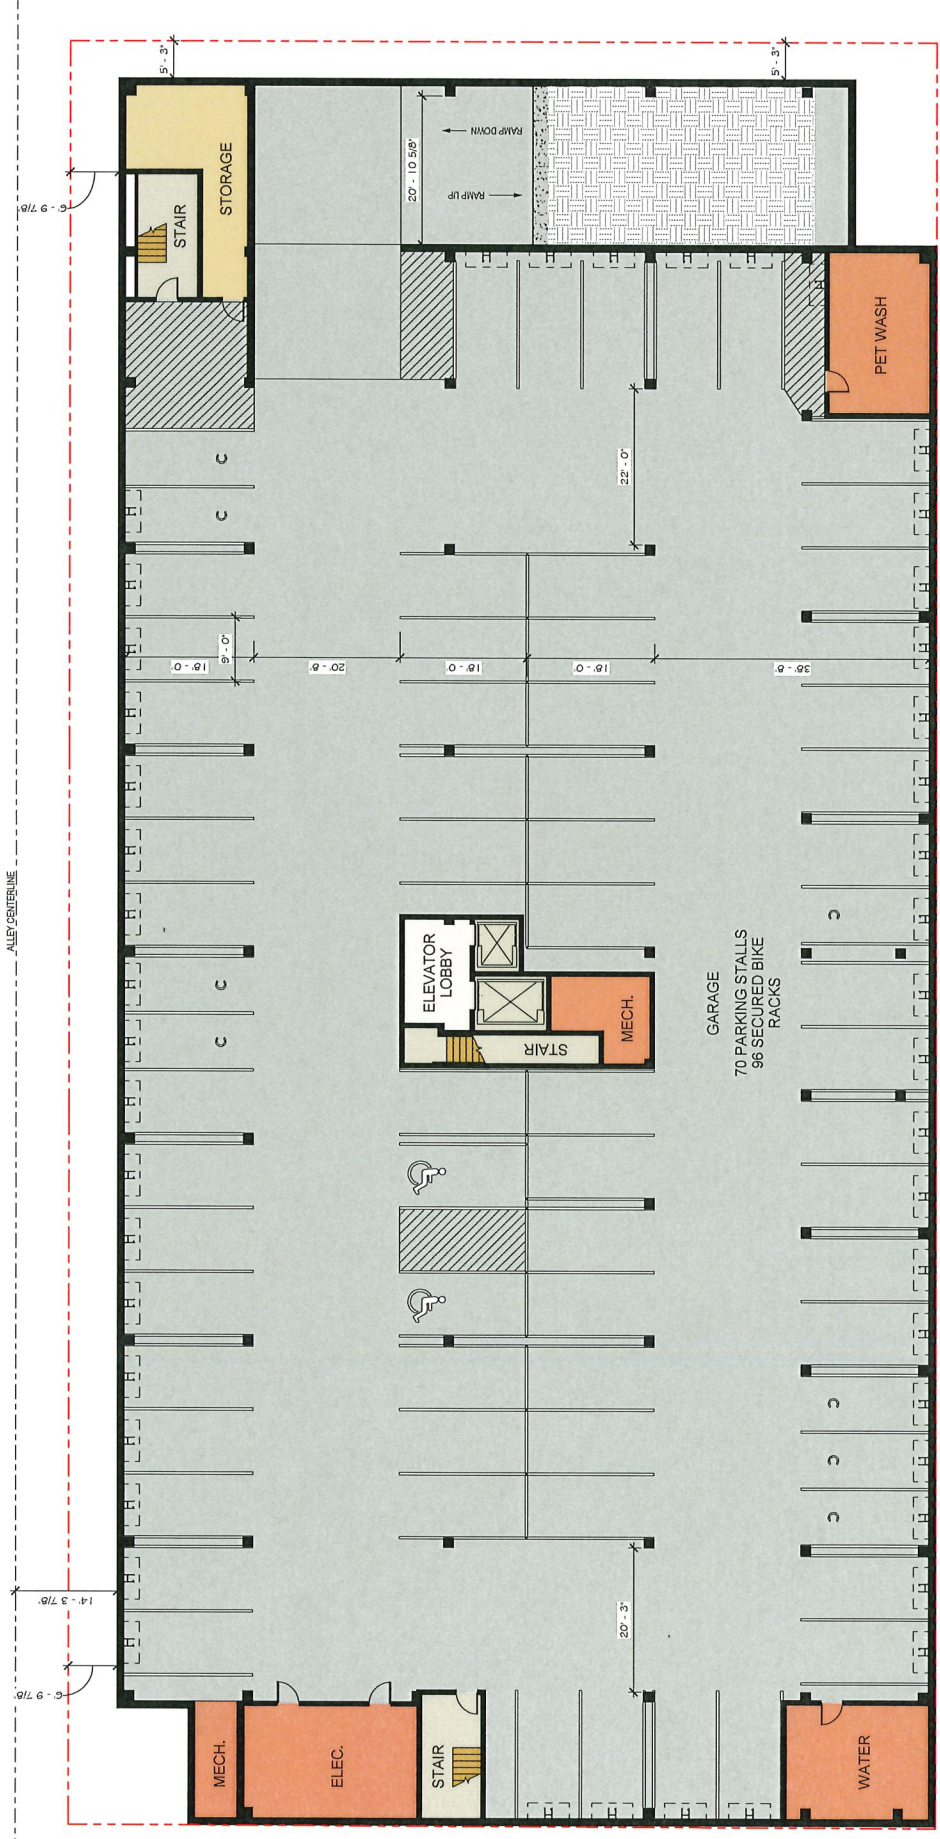 ALLEY CENTERLINE
5' - 3"
5' - 3"
6' - 9 7/8"
STORAGE
STAIR
20' - 10 5/8"
RAMP DOWN
RAMP UP
PET WASH
C
C
22' - 0"
9' - 0"
18' - 0"
20' - 8"
18' - 0"
18' - 0"
38' - 8"
H
C
C
C
ELEVATOR
LOBBY
MECH.
STAIR
GARAGE
70 PARKING STALLS
96 SECURED BIKE
RACKS
C
C
C
14' - 3 7/8"
6' - 9 7/8"
20' - 3"
MECH.
ELEC.
STAIR
WATER